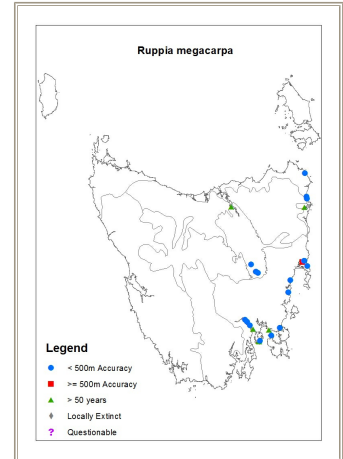 Ruppia megacarpa
Legend
< 500m Accuracy
>= 500m Accuracy
> 50 years
Locally Extinct
? Questionable